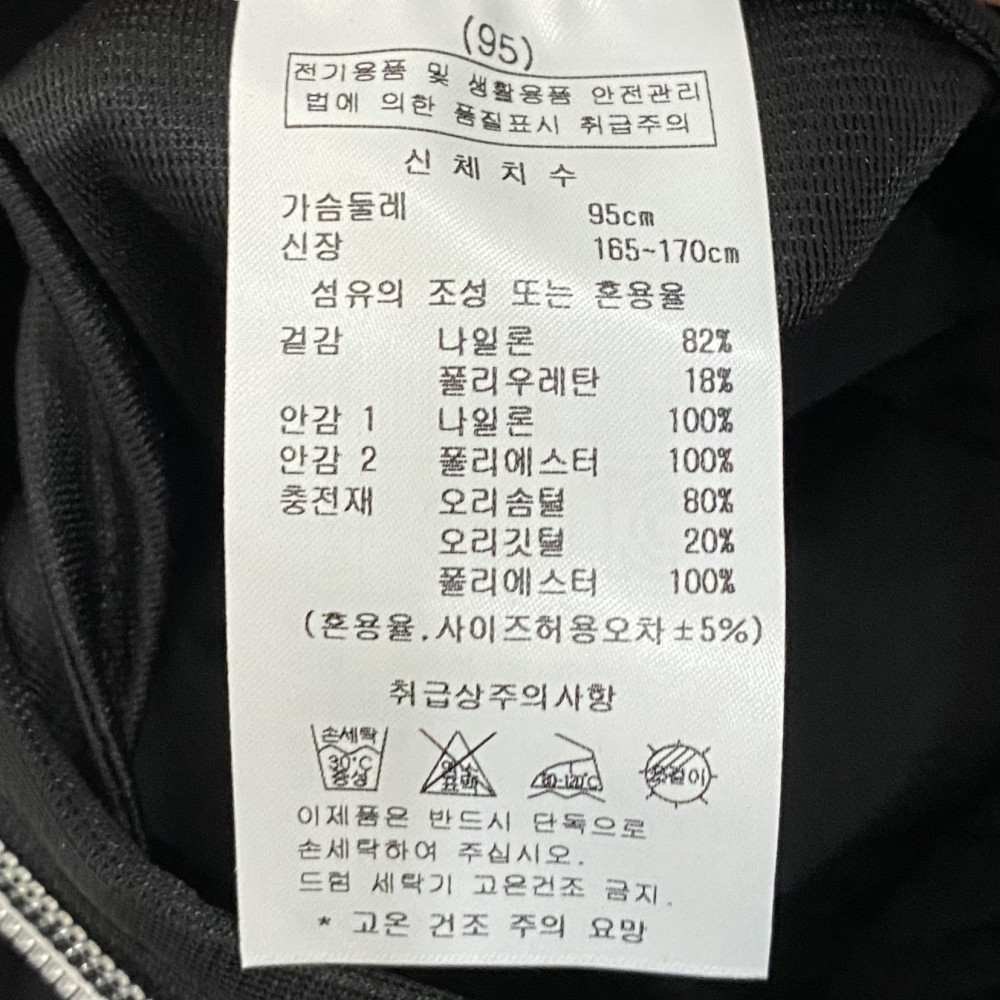 (95)
전기용품 및 생활용품 안전관리
법에 의한 품질표시 취급주의
신 체 치 수
가슴둘레 95cm
신장 165~170cm
섬유의 조성 또는 혼용율
겉감 나일론 82%
폴리우레탄 18%
안감 1 나일론 100%
안감 2 폴리에스터 100%
충전재 오리솜털 80%
오리깃털 20%
폴리에스터 100%
(혼용율.사이즈허용오차±5%)
취급상주의사항
손세탁
30°C
중성
염소
표백
80-120°C
옷걸이
이제품은 반드시 단독으로
손세탁하여 주십시오.
드럼 세탁기 고온건조 금지.
* 고온 건조 주의 요망